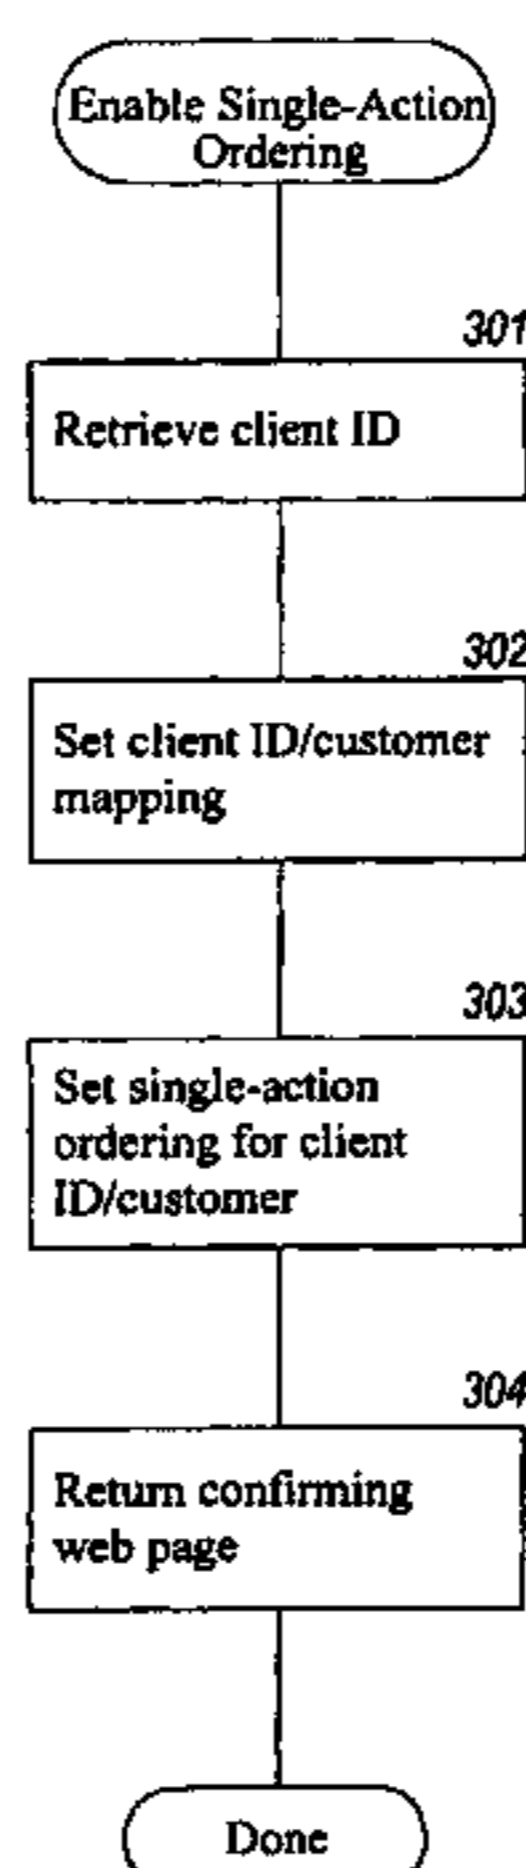 Enable Single-Action
Ordering
301
Retrieve client ID
302
Set client ID/customer
mapping
303
Set single-action
ordering for client
ID/customer
304
Return confirming
web page
Done